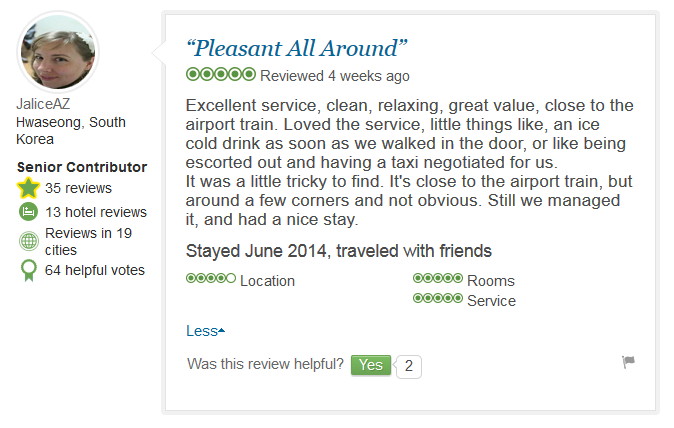 “Pleasant All Around”
Reviewed 4 weeks ago
JaliceAZ
Hwaseong, South
Korea
Senior Contributor
35 reviews
13 hotel reviews
Reviews in 19
cities
64 helpful votes
Excellent service, clean, relaxing, great value, close to the
airport train. Loved the service, little things like, an ice
cold drink as soon as we walked in the door, or like being
escorted out and having a taxi negotiated for us.
It was a little tricky to find. It's close to the airport train, but
around a few corners and not obvious. Still we managed
it, and had a nice stay.
Stayed June 2014, traveled with friends
Location
Rooms
Service
Less
Was this review helpful? Yes 2